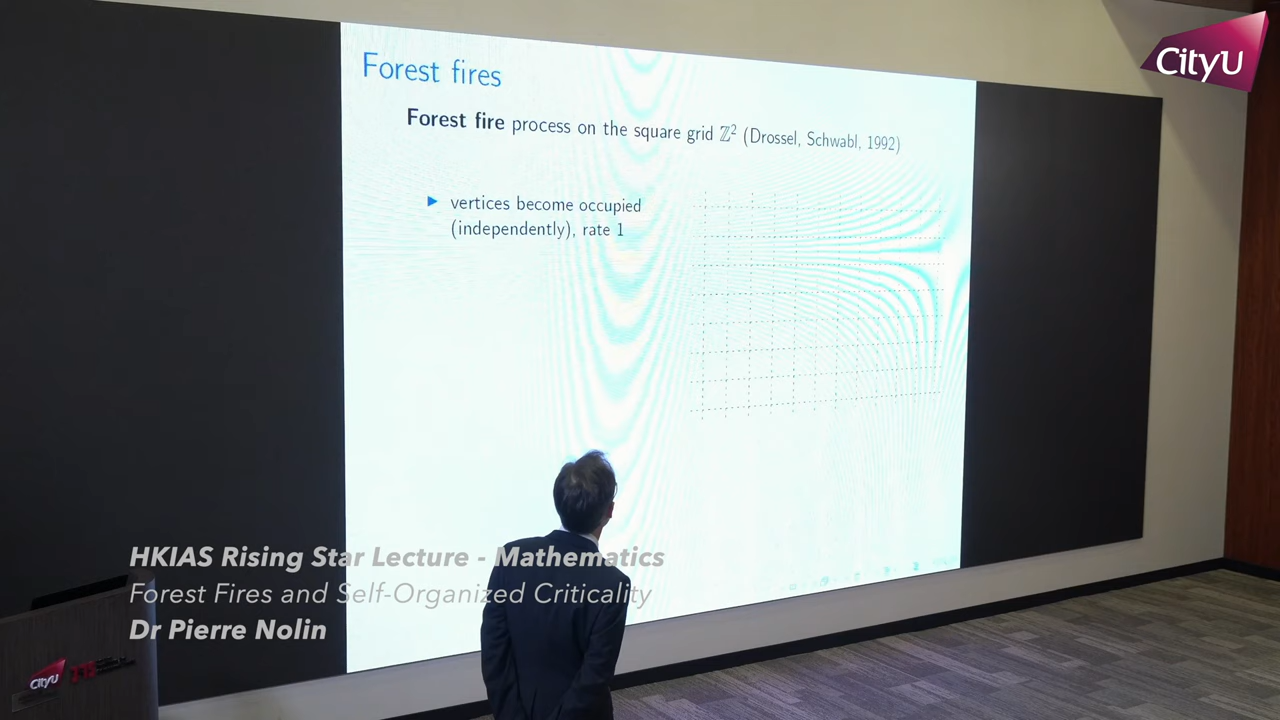 CityU
Forest fires
Forest fire process on the square grid ℤ² (Drossel, Schwabl, 1992)
▶ vertices become occupied
(independently), rate 1
HKIAS Rising Star Lecture - Mathematics
Forest Fires and Self-Organized Criticality
Dr Pierre Nolin
CityU